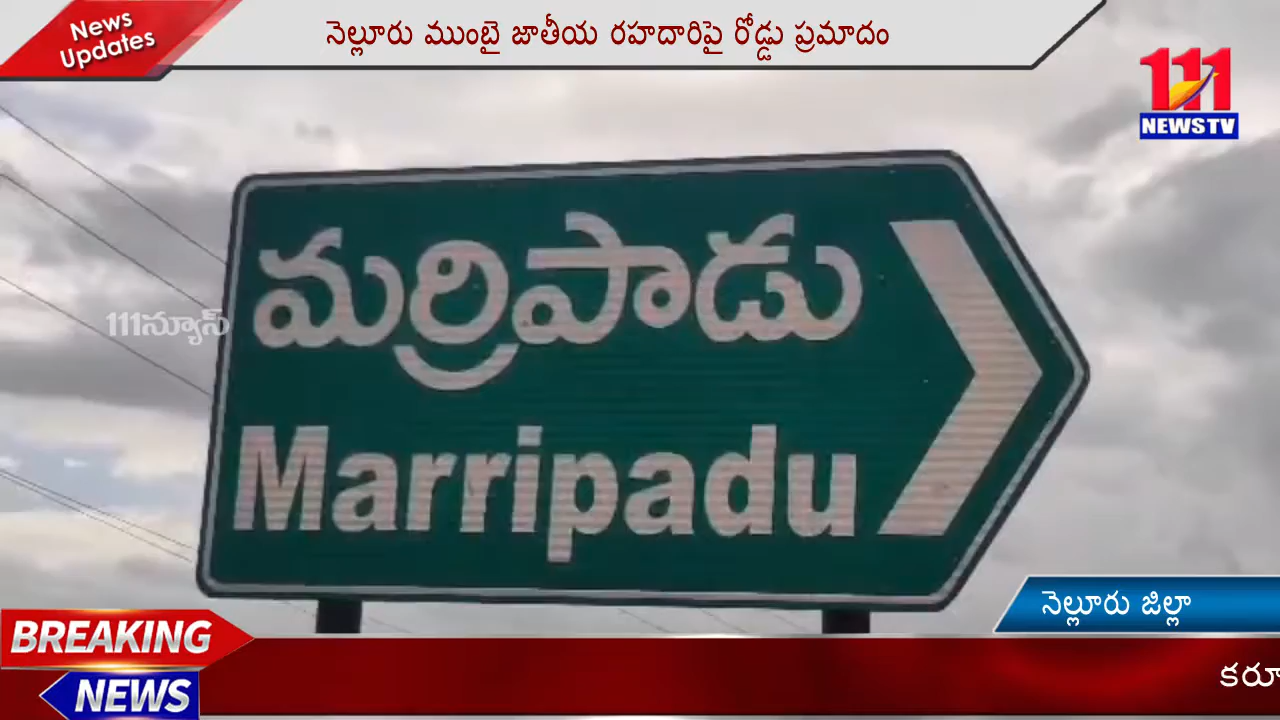 News
Updates
నెల్లూరు ముంబై జాతీయ రహదారిపై రోడ్డు ప్రమాదం
111
NEWSTV
మర్రిపాడు
111న్యూస్
Marripadu
నెల్లూరు జిల్లా
BREAKING
NEWS